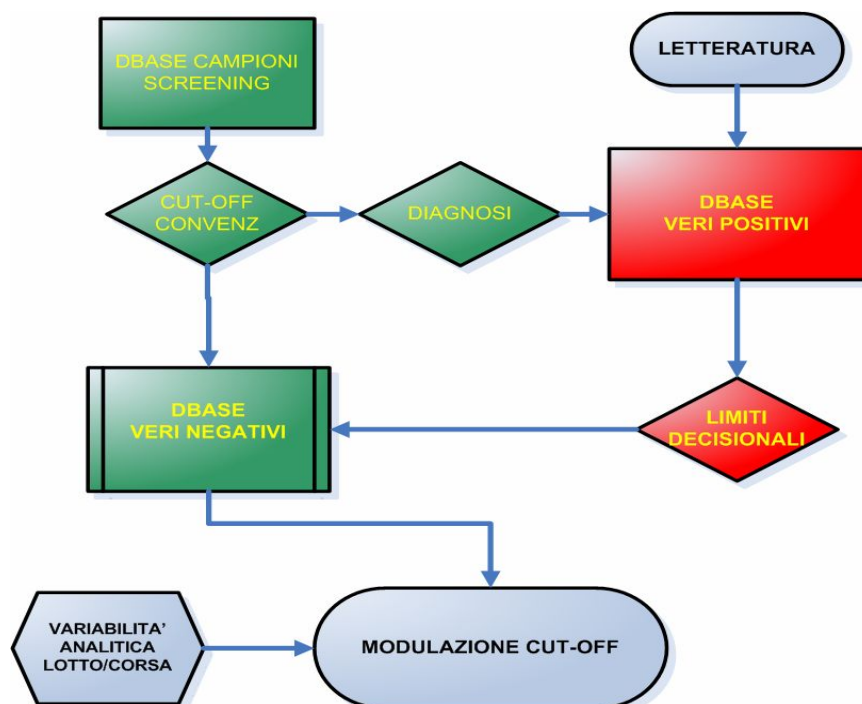 DBASE CAMPIONI
SCREENING
LETTERATURA
CUT-OFF
CONVENZ
DIAGNOSI
DBASE
VERI POSITIVI
DBASE
VERI NEGATIVI
LIMITI
DECISIONALI
VARIABILITA'
ANALITICA
LOTTO/CORSA
MODULAZIONE CUT-OFF